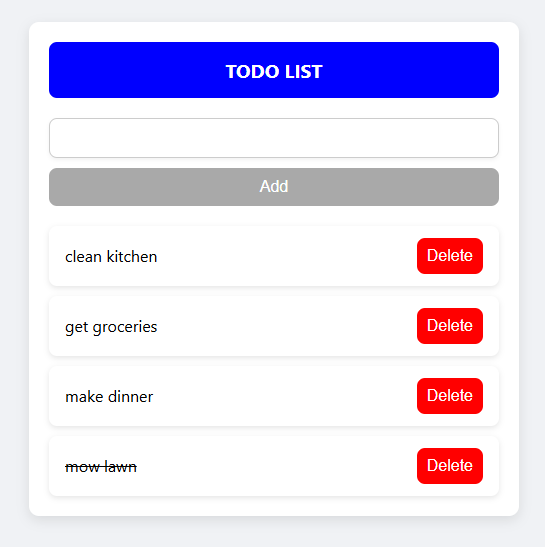 TODO LIST
Add
clean kitchen Delete
get groceries Delete
make dinner Delete
mow lawn Delete